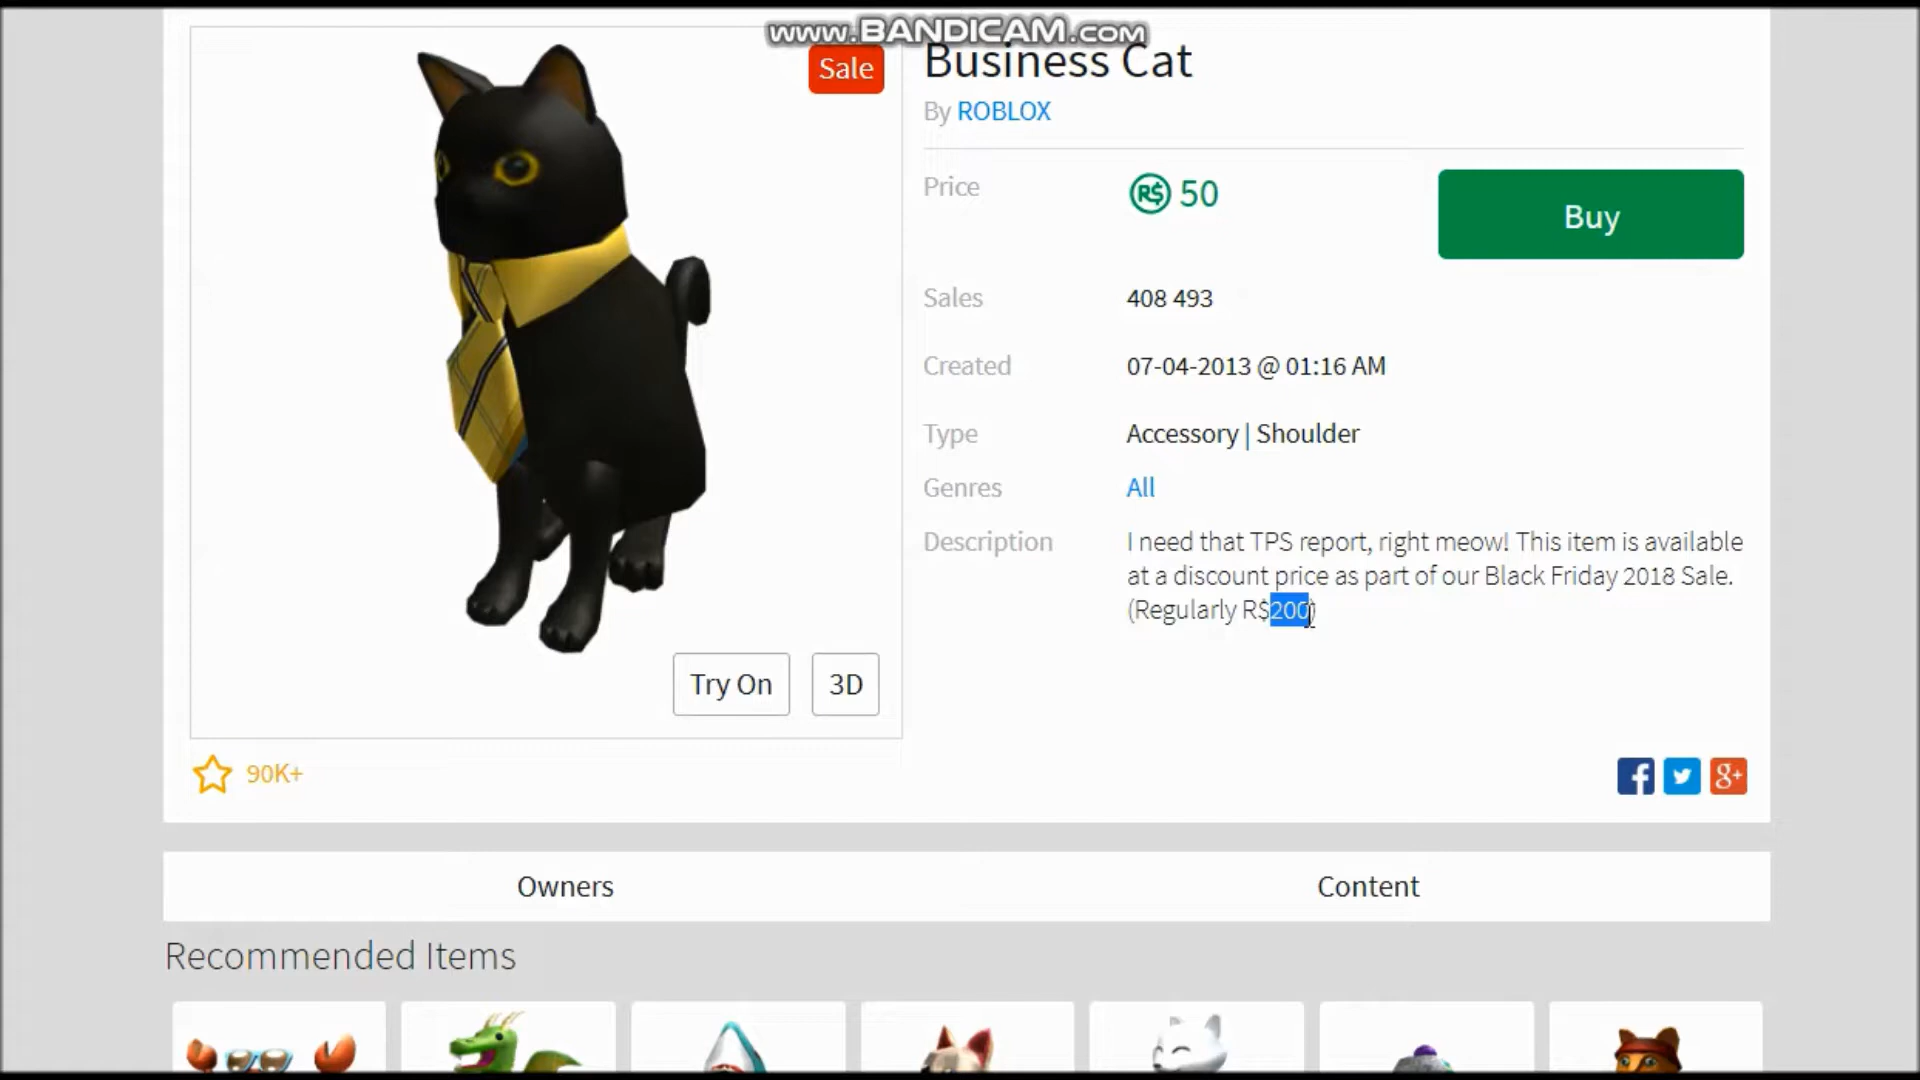 www.BANDICAM.com
Sale
Business Cat
By ROBLOX
Price
R$ 50
Buy
Sales
408 493
Created
07-04-2013 @ 01:16 AM
Type
Accessory | Shoulder
Genres
All
Description
I need that TPS report, right meow! This item is available
at a discount price as part of our Black Friday 2018 Sale.
(Regularly R$200)
Try On
3D
90K+
f
g+
Owners
Content
Recommended Items